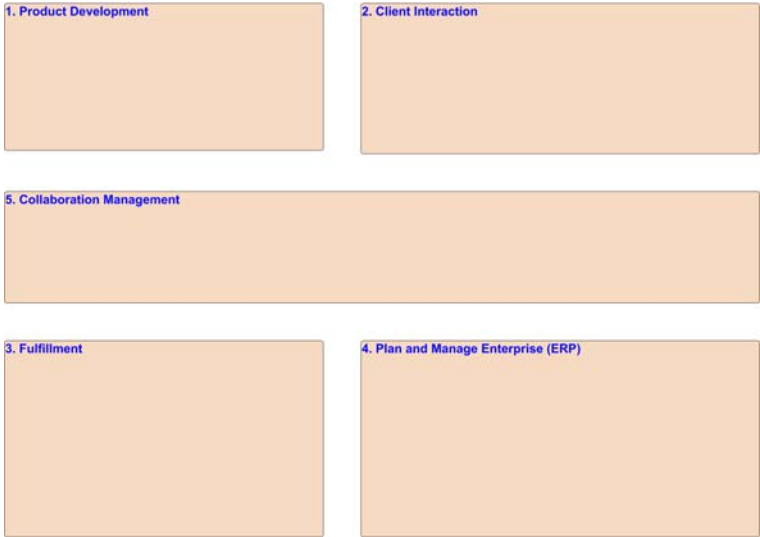 1. Product Development
2. Client Interaction
5. Collaboration Management
3. Fulfillment
4. Plan and Manage Enterprise (ERP)